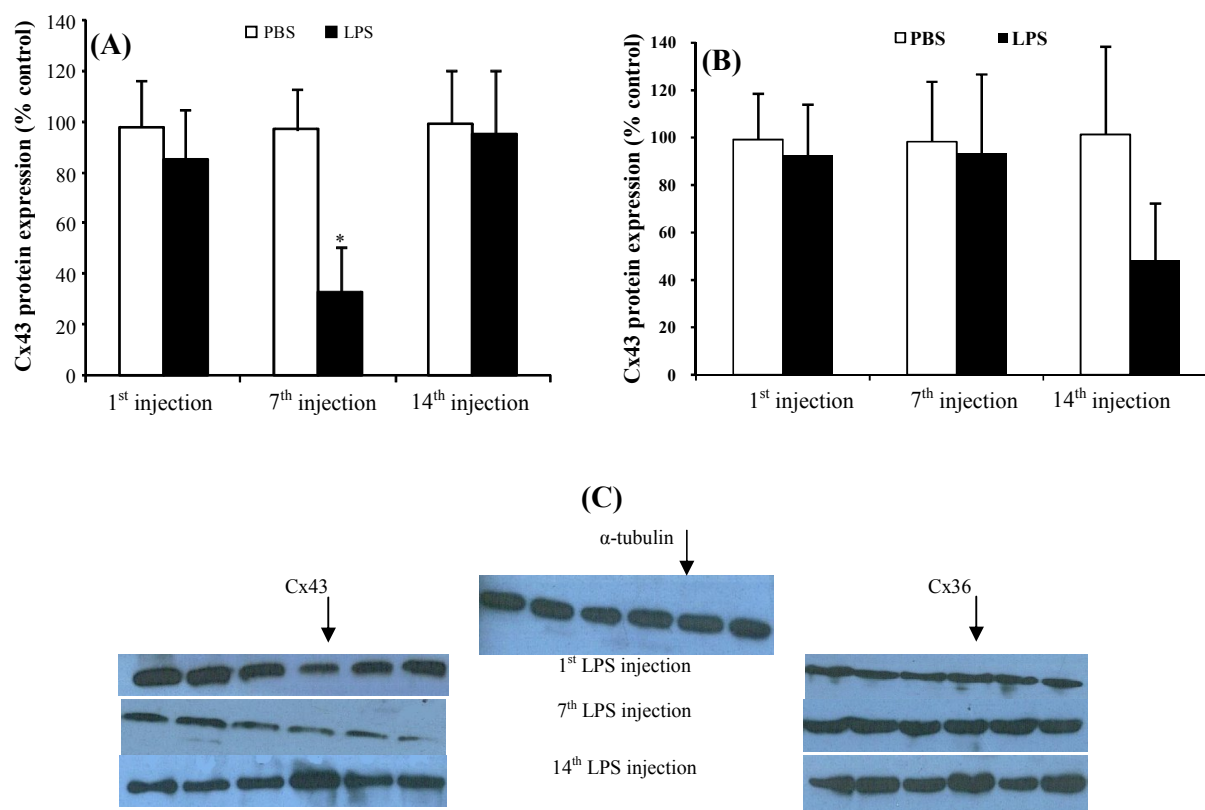 (A)
PBS LPS
Cx43 protein expression (% control)
140
120
100
80
60
40
20
0
*
1st injection 7th injection 14th injection
(B)
PBS LPS
Cx43 protein expression (% control)
140
120
100
80
60
40
20
0
1st injection 7th injection 14th injection
(C)
α-tubulin
Cx43
Cx36
1st LPS injection
7th LPS injection
14th LPS injection